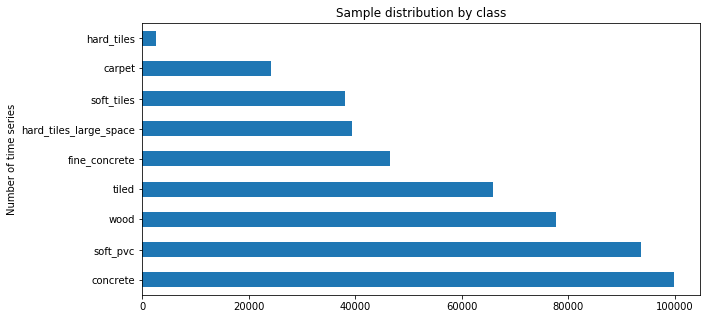 Sample distribution by class
Number of time series
hard_tiles
carpet
soft_tiles
hard_tiles_large_space
fine_concrete
tiled
wood
soft_pvc
concrete
0 20000 40000 60000 80000 100000